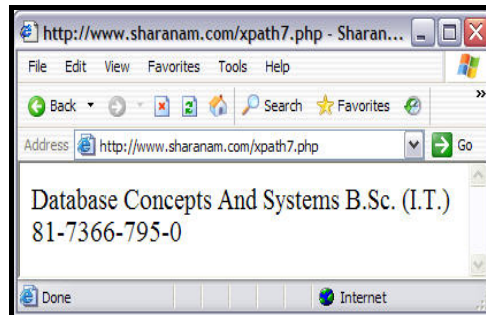 http://www.sharanam.com/xpath7.php - Sharan...
File Edit View Favorites Tools Help
Back Search Favorites »
Address http://www.sharanam.com/xpath7.php Go
Database Concepts And Systems B.Sc. (I.T.)
81-7366-795-0
Done Internet